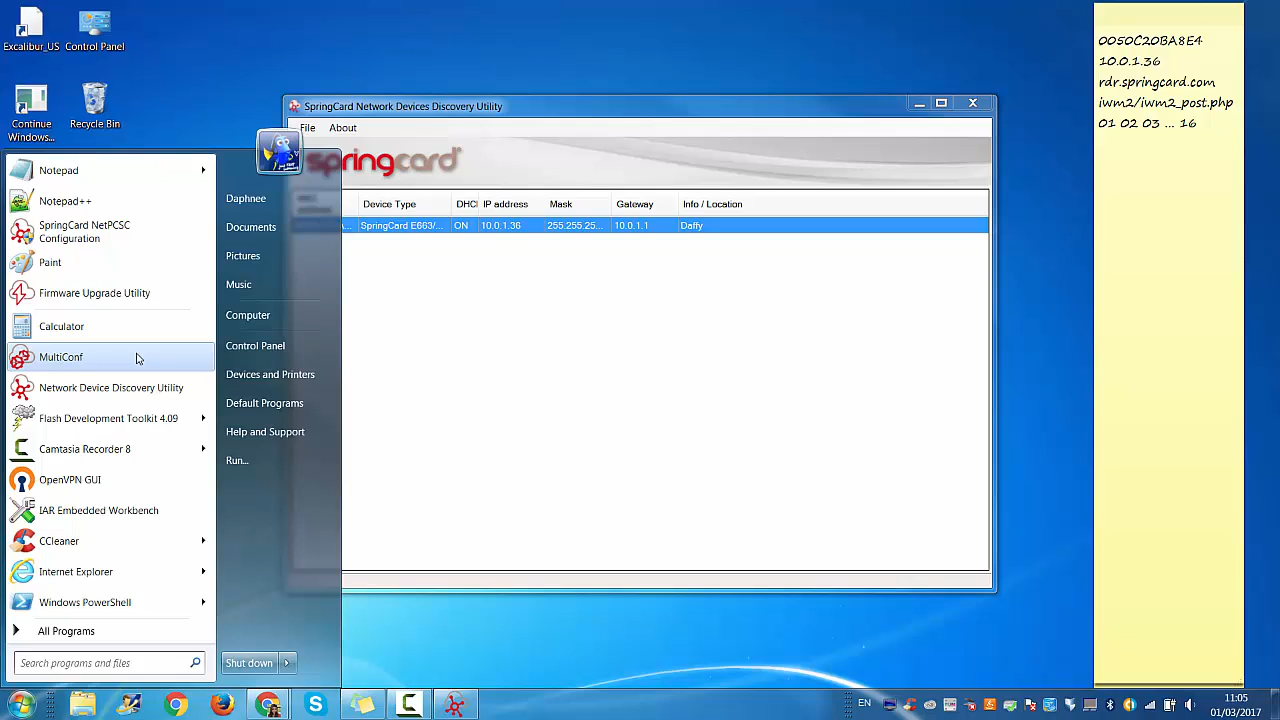 Excalibur_US
Control Panel
Continue
Windows...
Recycle Bin
SpringCard Network Devices Discovery Utility
File
About
springcard
Device Type
DHCI
IP address
Mask
Gateway
Info / Location
SpringCard E663/...
ON
10.0.1.36
255.255.25...
10.0.1.1
Daffy
Notepad
Notepad++
SpringCard NetPCSC
Configuration
Paint
Firmware Upgrade Utility
Calculator
MultiConf
Network Device Discovery Utility
Flash Development Toolkit 4.09
Camtasia Recorder 8
OpenVPN GUI
IAR Embedded Workbench
CCleaner
Internet Explorer
Windows PowerShell
All Programs
Search programs and files
Daphnee
Documents
Pictures
Music
Computer
Control Panel
Devices and Printers
Default Programs
Help and Support
Run...
Shut down
0050C20BA8E4
10.0.1.36
rdr.springcard.com
iwm2/iwm2_post.php
01 02 03 ... 16
EN
11:05
01/03/2017